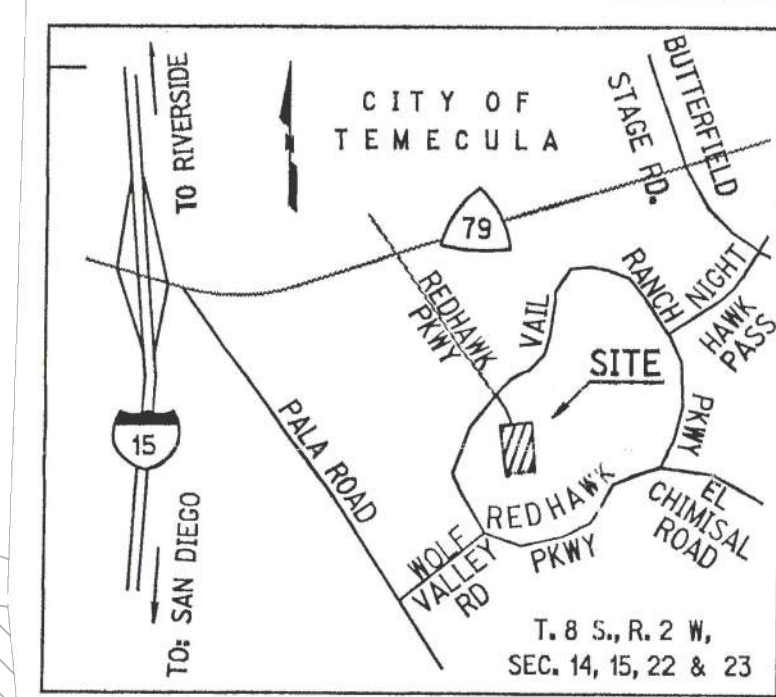 TO RIVERSIDE
CITY OF
TEMECULA
BUTTERFIELD
STAGE RD.
79
REDHAWK
PKWY
VAIL
RANCH
NIGHT
HAWK
PASS
SITE
15
PALA ROAD
PKWY
REDHAWK
PKWY
EL
CHIMISAL
ROAD
WOLF
VALLEY
RD
TO: SAN DIEGO
T. 8 S., R. 2 W,
SEC. 14, 15, 22 & 23